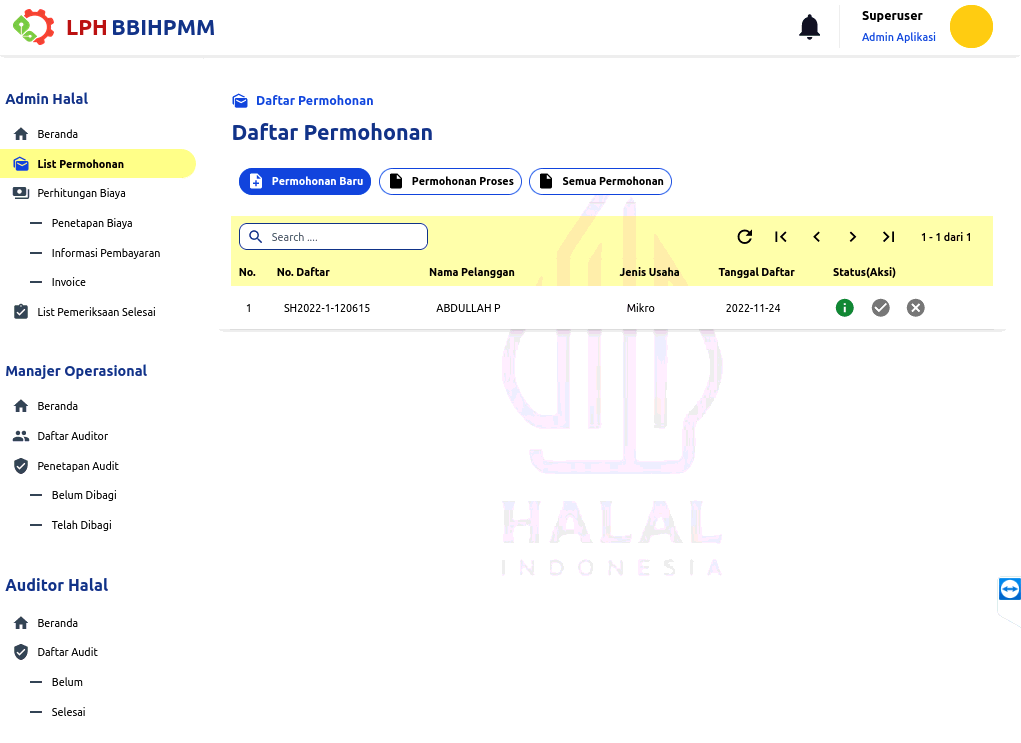 LPH BBIHPMM
Superuser
Admin Aplikasi
Admin Halal
Beranda
List Permohonan
Perhitungan Biaya
Penetapan Biaya
Informasi Pembayaran
Invoice
List Pemeriksaan Selesai
Manajer Operasional
Beranda
Daftar Auditor
Penetapan Audit
Belum Dibagi
Telah Dibagi
Auditor Halal
Beranda
Daftar Audit
Belum
Selesai
Daftar Permohonan
Daftar Permohonan
Permohonan Baru Permohonan Proses Semua Permohonan
Search .... 1 - 1 dari 1
No. No. Daftar Nama Pelanggan Jenis Usaha Tanggal Daftar Status(Aksi)
1 SH2022-1-120615 ABDULLAH P Mikro 2022-11-24
HALAL
INDONESIA